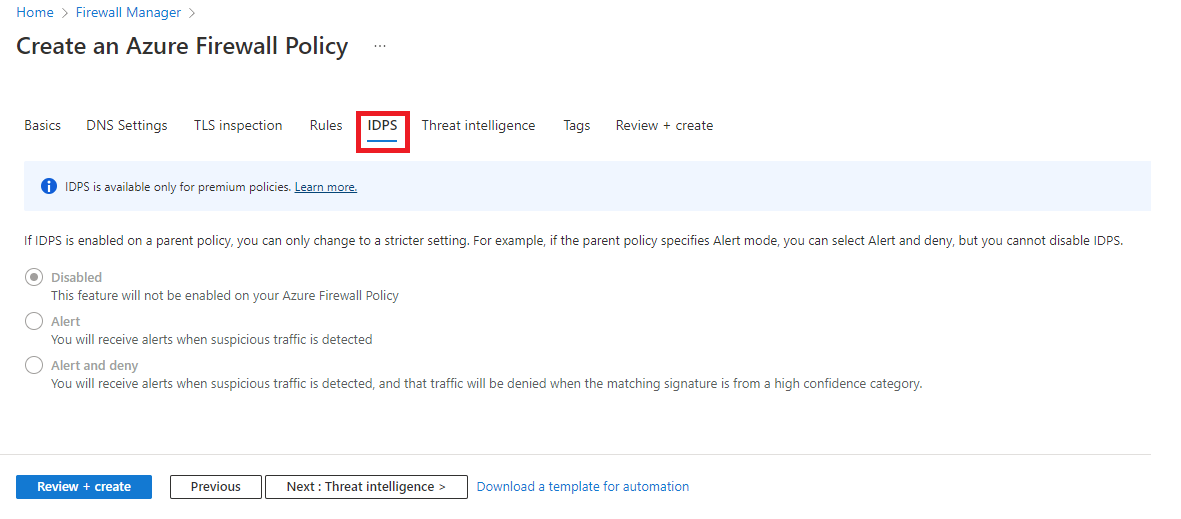 Home > Firewall Manager >
Create an Azure Firewall Policy ...
Basics DNS Settings TLS inspection Rules IDPS Threat intelligence Tags Review + create
IDPS is available only for premium policies. Learn more.
If IDPS is enabled on a parent policy, you can only change to a stricter setting. For example, if the parent policy specifies Alert mode, you can select Alert and deny, but you cannot disable IDPS.
Disabled
This feature will not be enabled on your Azure Firewall Policy
Alert
You will receive alerts when suspicious traffic is detected
Alert and deny
You will receive alerts when suspicious traffic is detected, and that traffic will be denied when the matching signature is from a high confidence category.
Review + create Previous Next : Threat intelligence > Download a template for automation